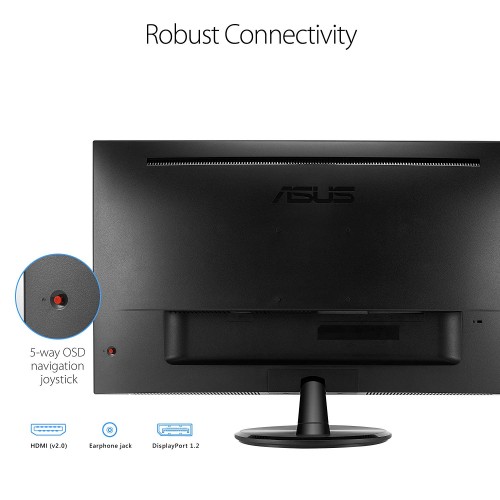 Robust Connectivity
ASUS
5-way OSD
navigation
joystick
HDMI (v2.0)
Earphone jack
DisplayPort 1.2